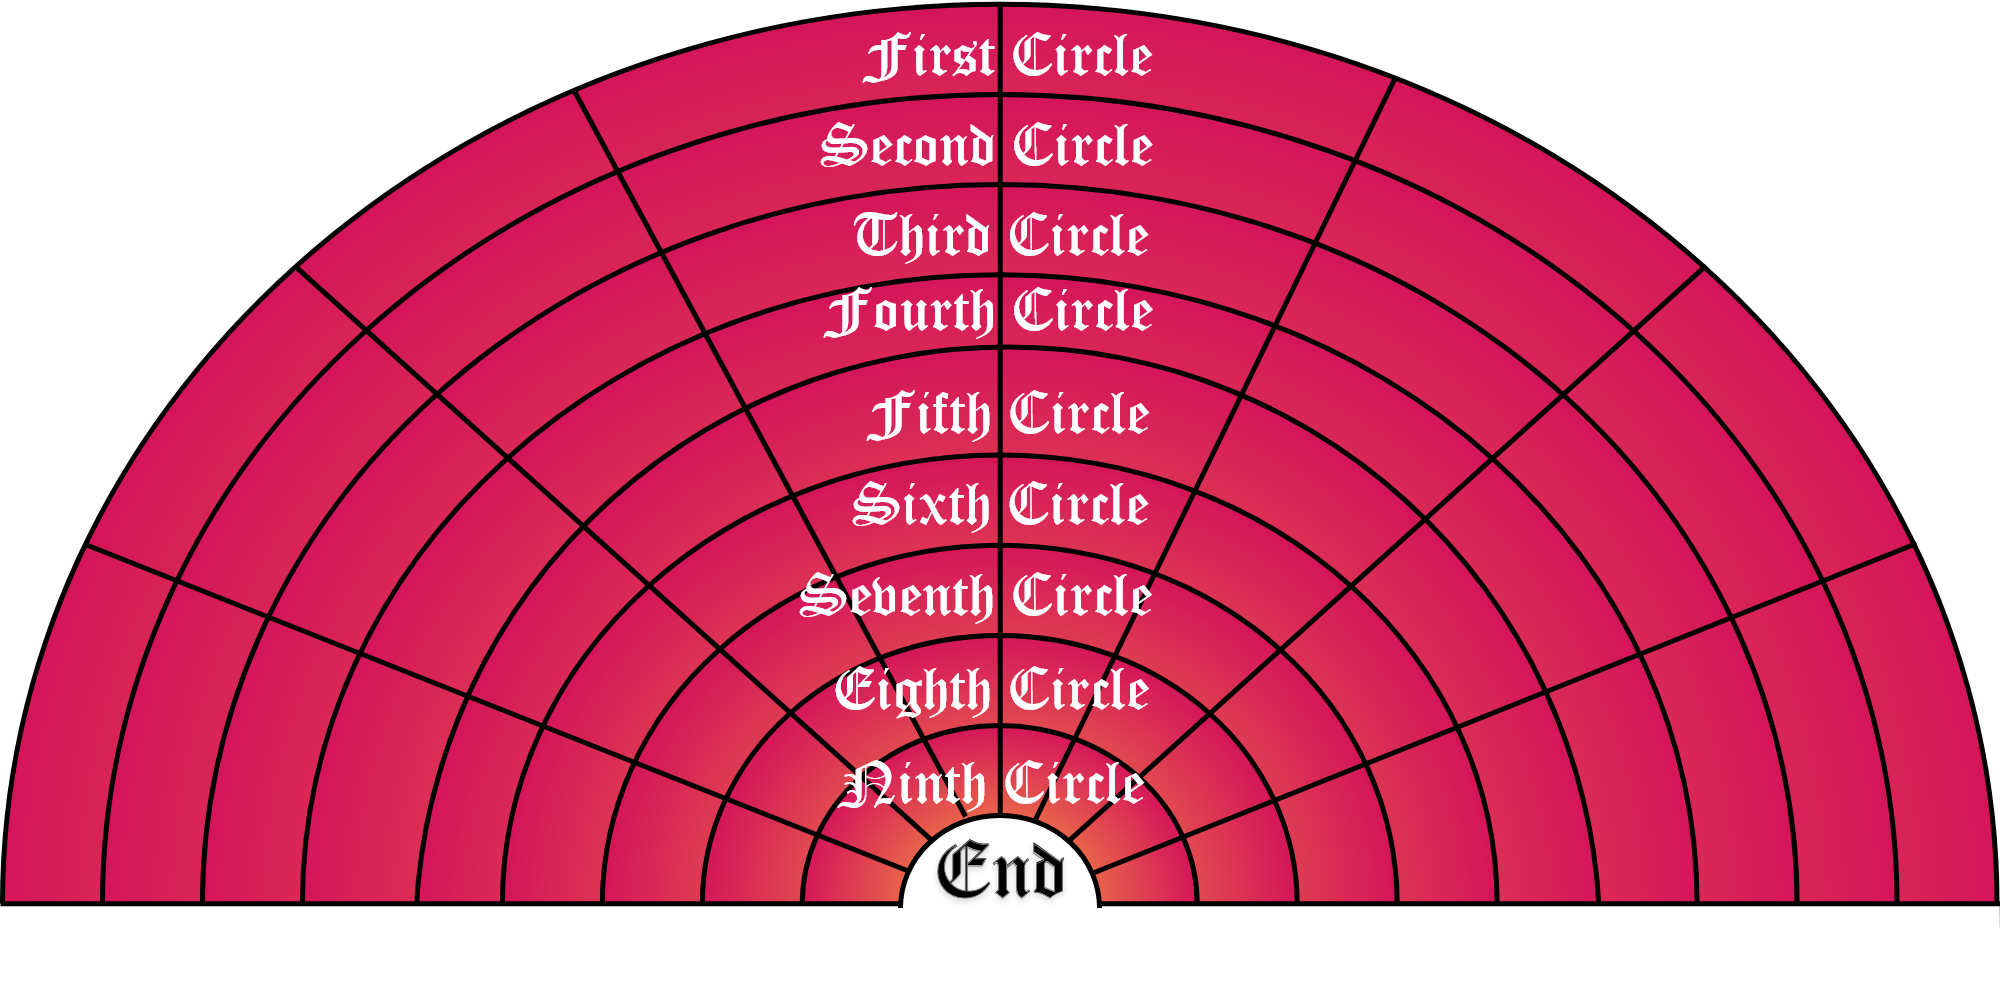 First Circle
Second Circle
Third Circle
Fourth Circle
Fifth Circle
Sixth Circle
Seventh Circle
Eighth Circle
Ninth Circle
End